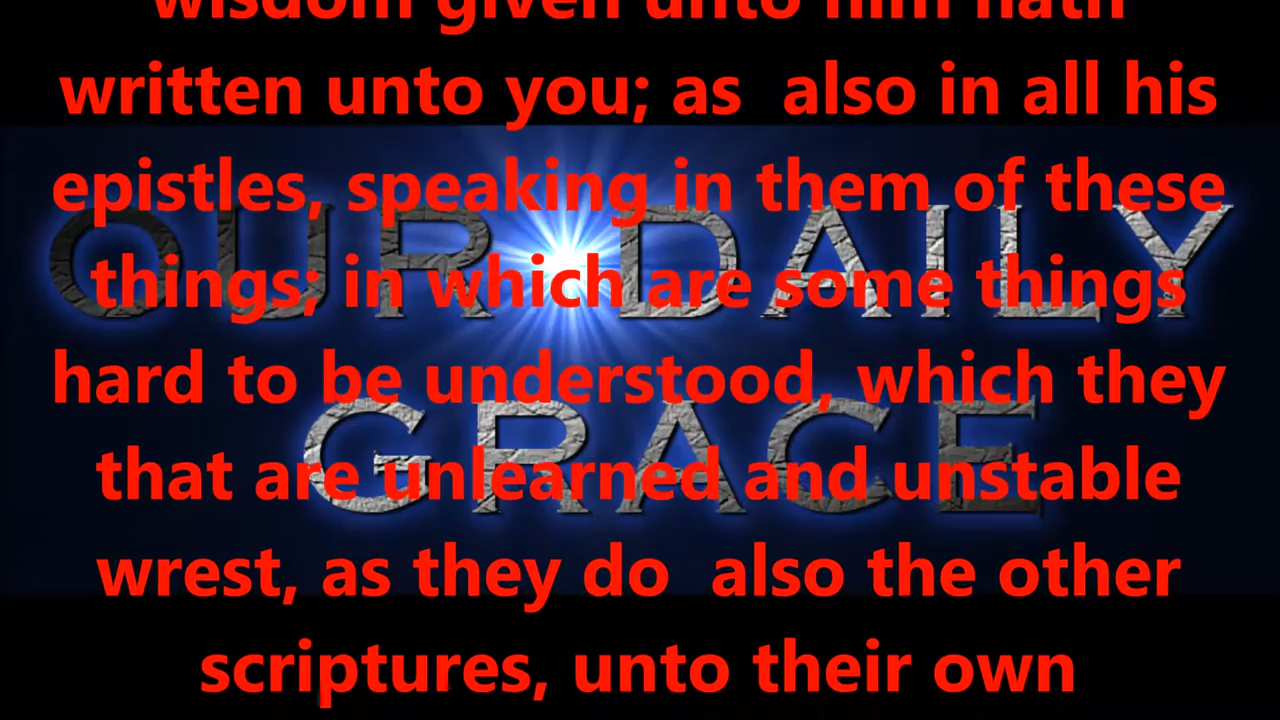 wisdom given unto him hath
written unto you; as  also in all his
epistles, speaking in them of these
things; in which are some things
hard to be understood, which they
that are unlearned and unstable
wrest, as they do  also the other
scriptures, unto their own
OUR DAILY
GRACE